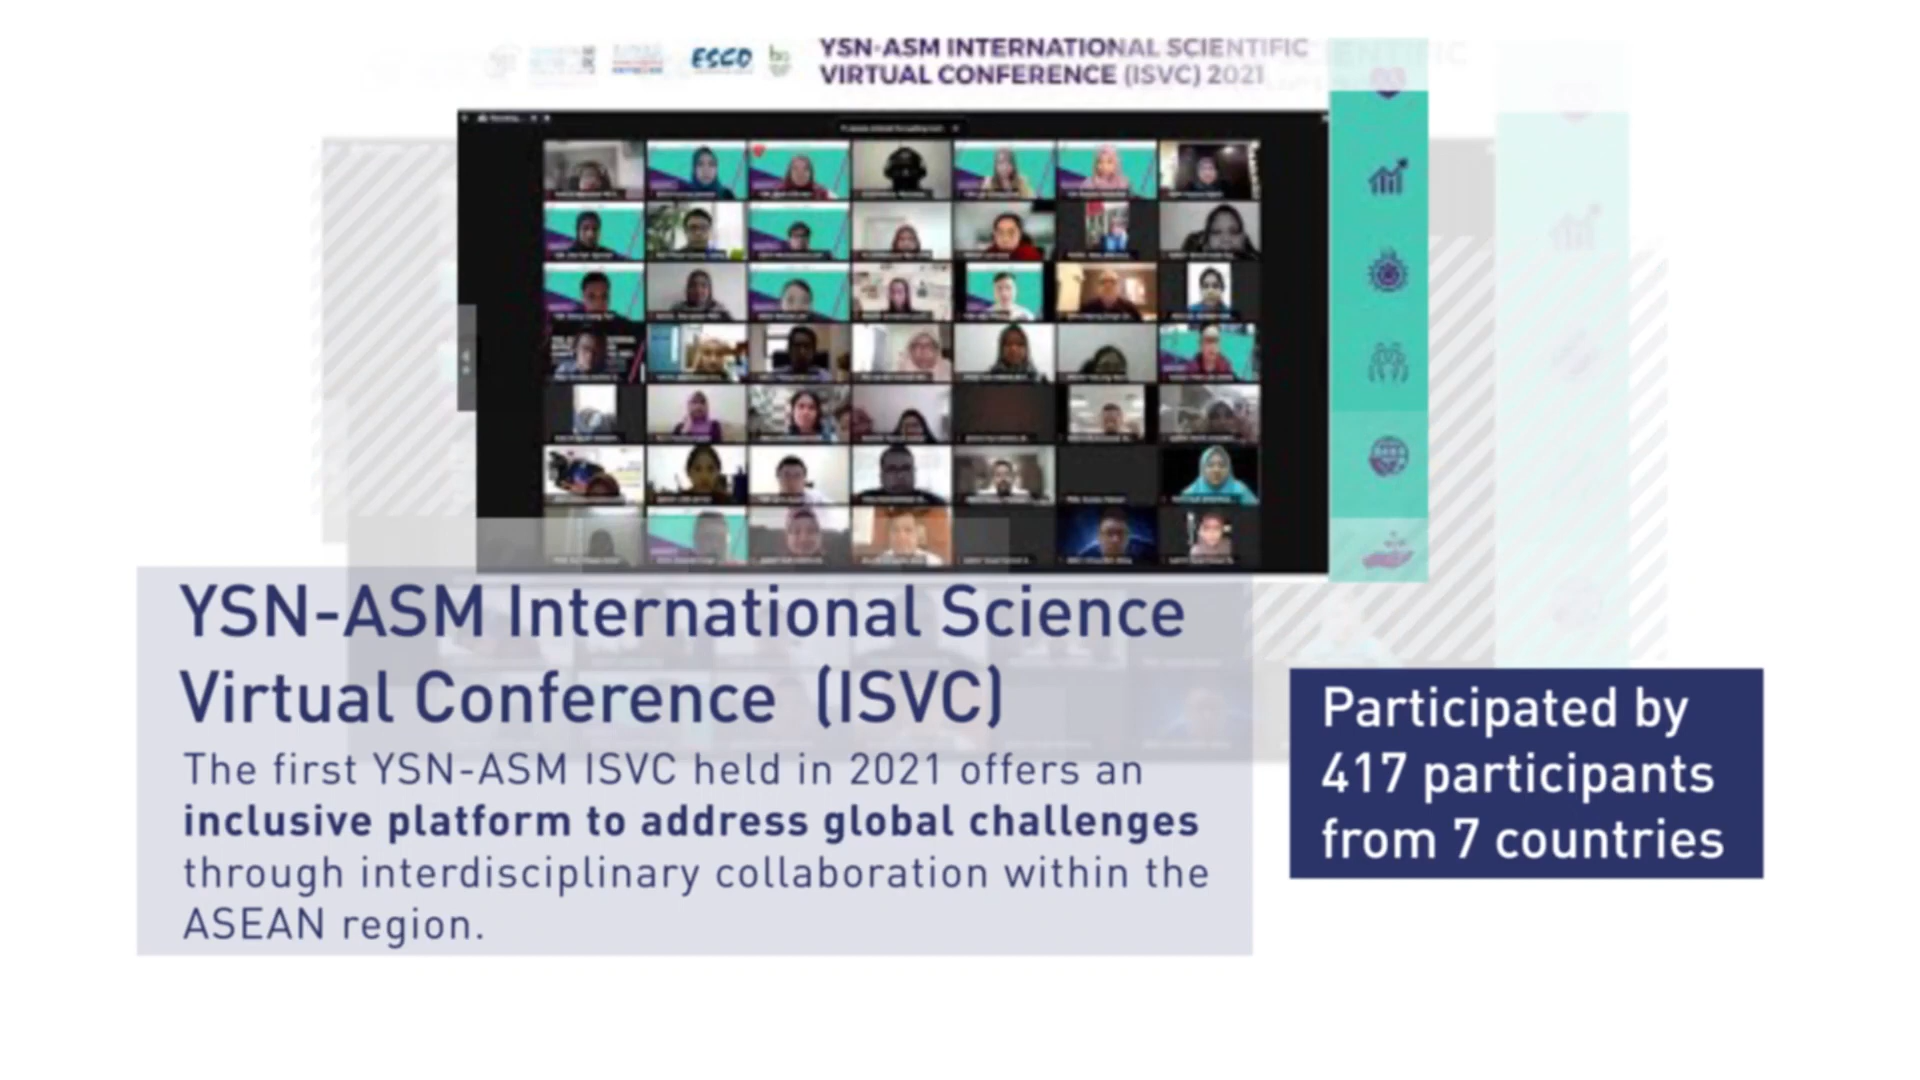 ESCO
YSN-ASM INTERNATIONAL SCIENTIFIC
VIRTUAL CONFERENCE (ISVC) 2021
YSN-ASM International Science
Virtual Conference (ISVC)
The first YSN-ASM ISVC held in 2021 offers an
inclusive platform to address global challenges
through interdisciplinary collaboration within the
ASEAN region.
Participated by
417 participants
from 7 countries